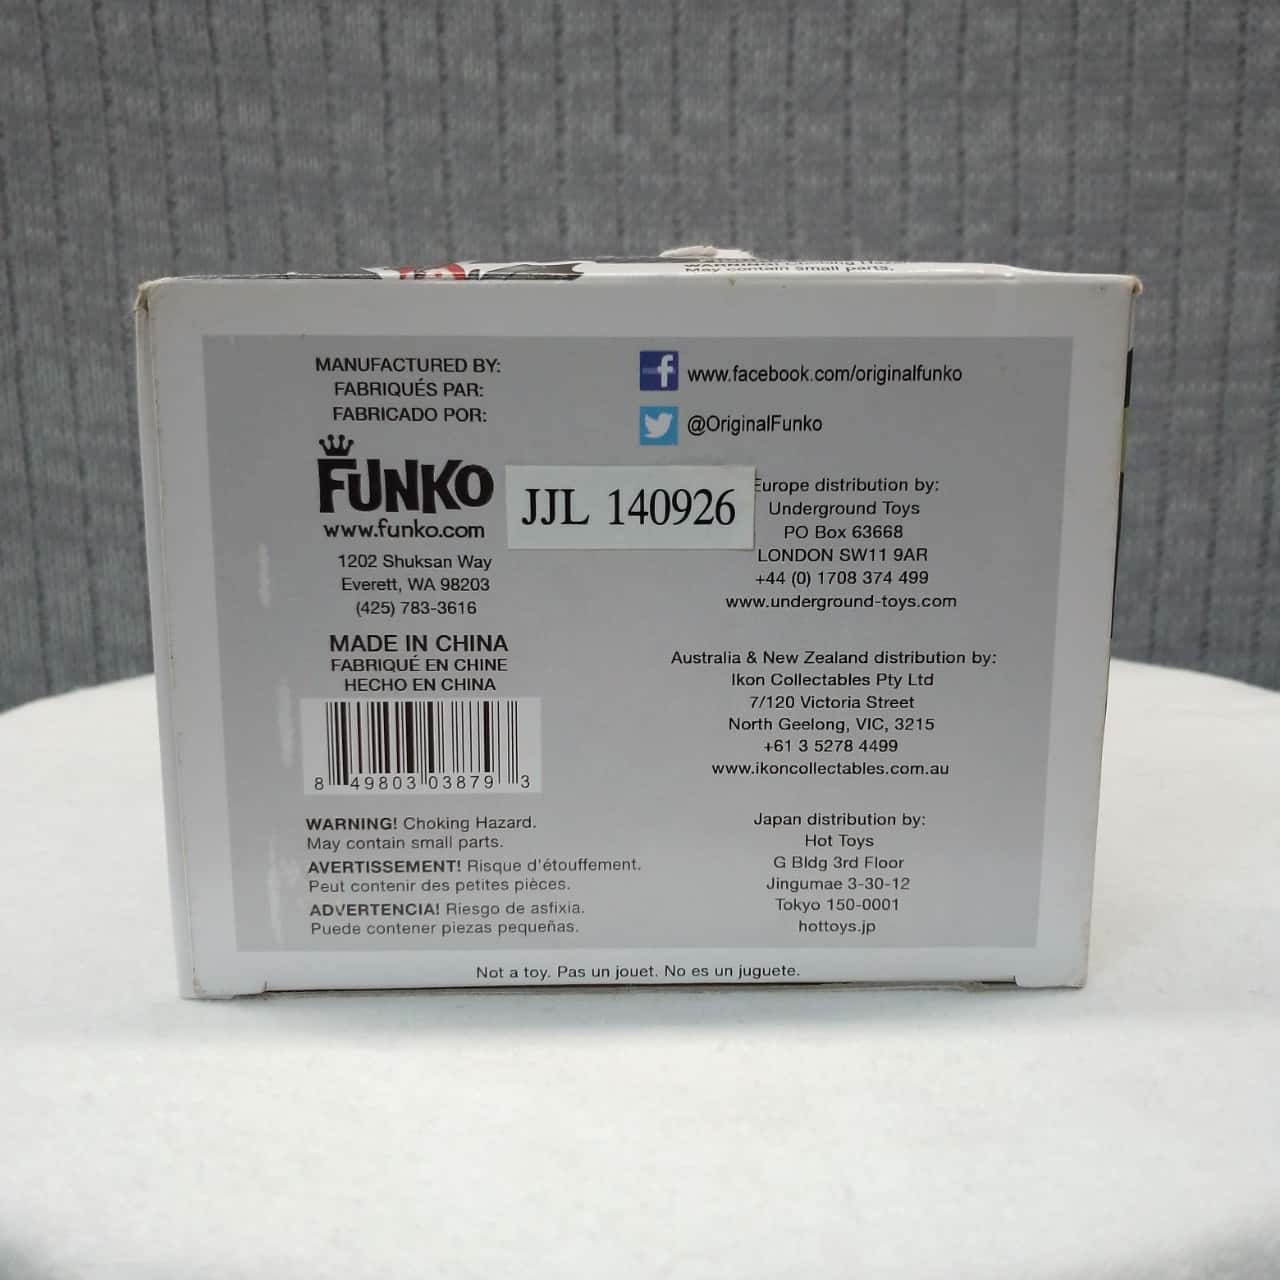 WARNING! Choking Haz
May contain small parts.
MANUFACTURED BY:
FABRIQUÉS PAR:
FABRICADO POR:
FUNKO
www.funko.com
1202 Shuksan Way
Everett, WA 98203
(425) 783-3616
MADE IN CHINA
FABRIQUÉ EN CHINE
HECHO EN CHINA
8 49803 03879 3
WARNING! Choking Hazard.
May contain small parts.
AVERTISSEMENT! Risque d'étouffement.
Peut contenir des petites pièces.
ADVERTENCIA! Riesgo de asfixia.
Puede contener piezas pequeñas.
JJL 140926
f www.facebook.com/originalfunko
@OriginalFunko
Europe distribution by:
Underground Toys
PO Box 63668
LONDON SW11 9AR
+44 (0) 1708 374 499
www.underground-toys.com
Australia & New Zealand distribution by:
Ikon Collectables Pty Ltd
7/120 Victoria Street
North Geelong, VIC, 3215
+61 3 5278 4499
www.ikoncollectables.com.au
Japan distribution by:
Hot Toys
G Bldg 3rd Floor
Jingumae 3-30-12
Tokyo 150-0001
hottoys.jp
Not a toy. Pas un jouet. No es un juguete.